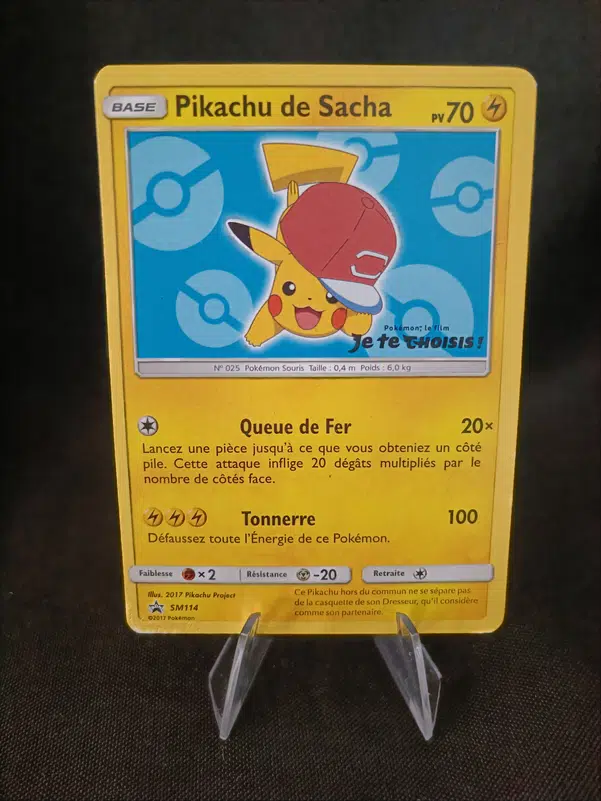 BASE Pikachu de Sacha PV70
Pokémon, le film
Je te CHOISIS!
N° 025 Pokémon Souris Taille : 0,4 m Poids : 6,0 kg
Queue de Fer 20×
Lancez une pièce jusqu'à ce que vous obteniez un côté
pile. Cette attaque inflige 20 dégâts multipliés par le
nombre de côtés face.
Tonnerre 100
Défaussez toute l'Énergie de ce Pokémon.
Faiblesse ×2 Résistance -20 Retraite
Illus. 2017 Pikachu Project
SM114
©2017 Pokémon
Ce Pikachu hors du commun ne se sépare pas
de la casquette de son Dresseur, qu'il considère
comme son partenaire.